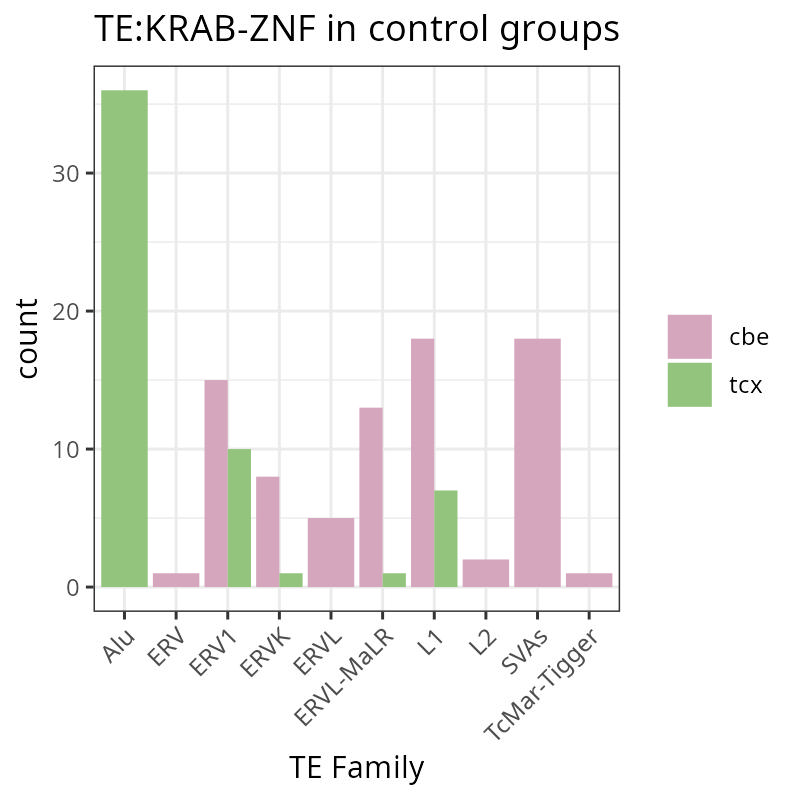 TE:KRAB-ZNF in control groups
30
20
10
0
count
Alu
ERV
ERV1
ERVK
ERVL
ERVL-MaLR
L1
L2
SVAs
TcMar-Tigger
TE Family
cbe
tcx